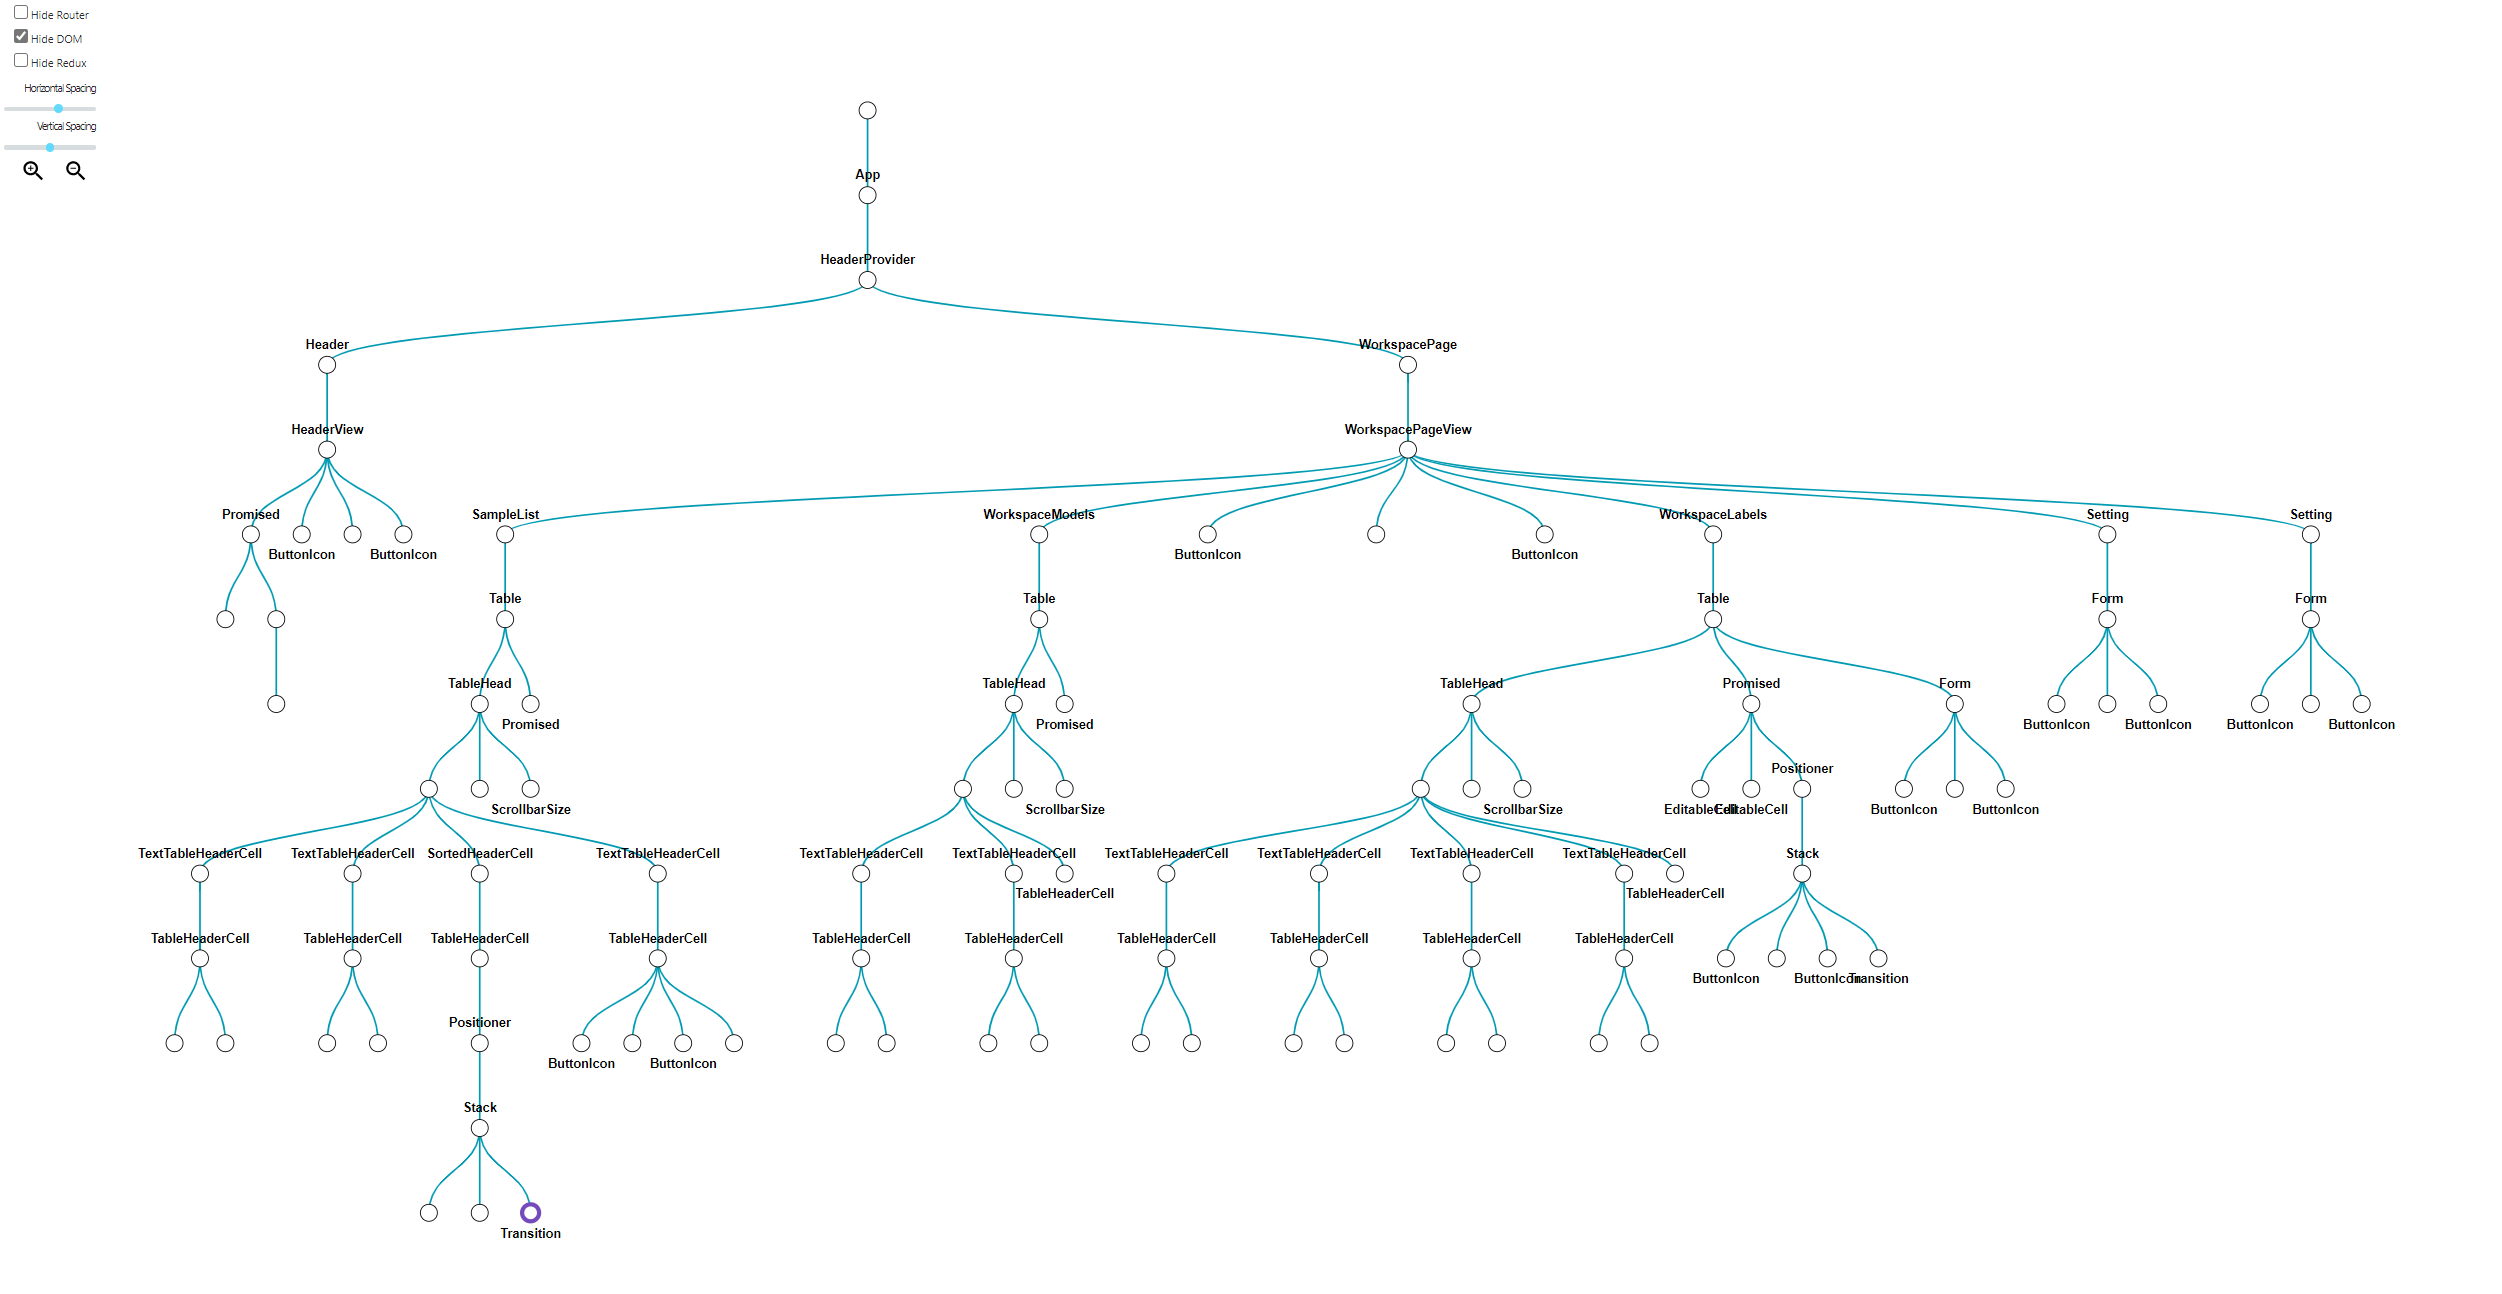 Hide Router
Hide DOM
Hide Redux
Horizontal Spacing
Vertical Spacing
App
HeaderProvider
Header WorkspacePage
HeaderView WorkspacePageView
Promised SampleList WorkspaceModels WorkspaceLabels Setting Setting
ButtonIcon ButtonIcon ButtonIcon ButtonIcon
Table Table Table Form Form
TableHead TableHead TableHead Promised Form
Promised Promised ButtonIcon ButtonIcon ButtonIcon ButtonIcon
Positioner
ScrollbarSize ScrollbarSize ScrollbarSize EditableCell EditableCell ButtonIcon ButtonIcon
TextTableHeaderCell TextTableHeaderCell SortedHeaderCell TextTableHeaderCell TextTableHeaderCell TextTableHeaderCell TextTableHeaderCell TextTableHeaderCell TextTableHeaderCell TextTableHeaderCell Stack
TableHeaderCell TableHeaderCell
TableHeaderCell TableHeaderCell TableHeaderCell TableHeaderCell TableHeaderCell TableHeaderCell TableHeaderCell TableHeaderCell TableHeaderCell TableHeaderCell
ButtonIcon ButtonIcon Transition
Positioner
ButtonIcon ButtonIcon
Stack
Transition